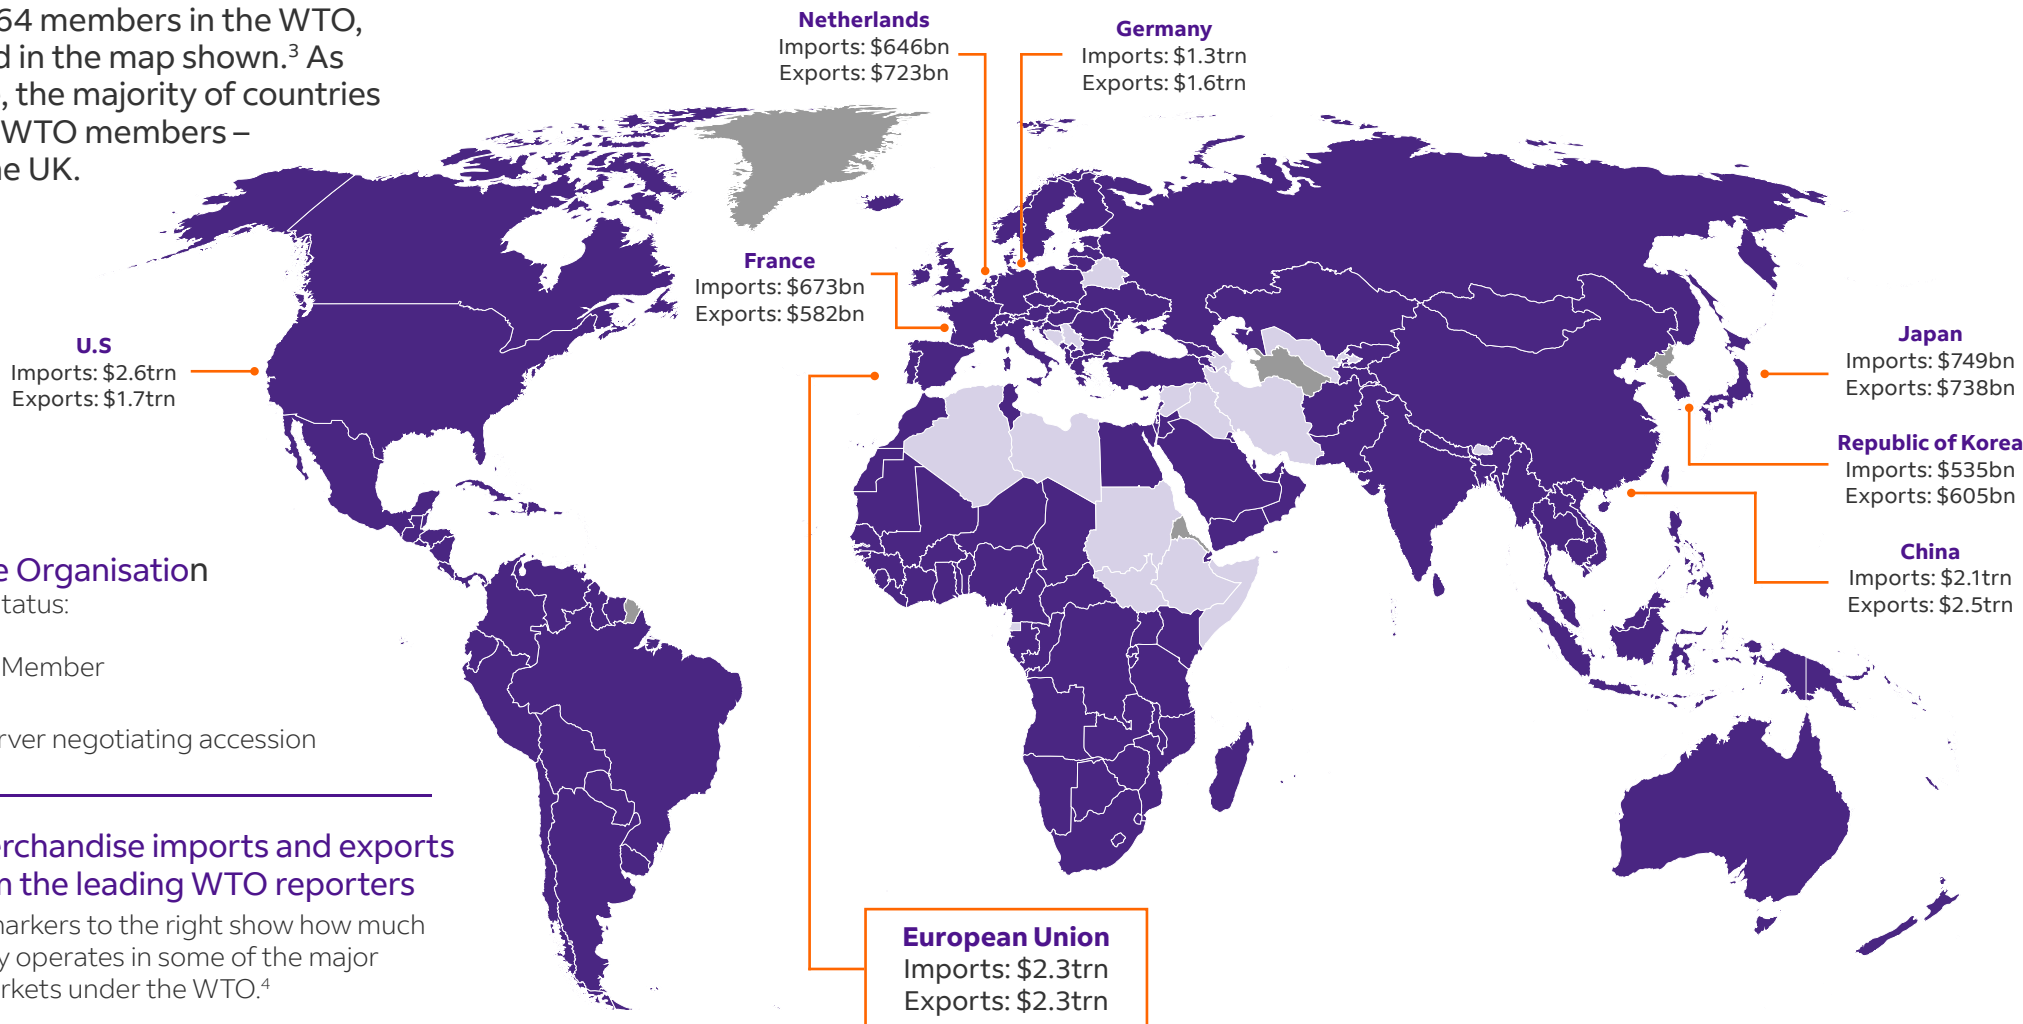 64 members in the WTO,
d in the map shown.³ As
, the majority of countries
WTO members –
he UK.
Netherlands
Imports: $646bn
Exports: $723bn
Germany
Imports: $1.3trn
Exports: $1.6trn
France
Imports: $673bn
Exports: $582bn
U.S
Imports: $2.6trn
Exports: $1.7trn
Japan
Imports: $749bn
Exports: $738bn
Republic of Korea
Imports: $535bn
Exports: $605bn
China
Imports: $2.1trn
Exports: $2.5trn
e Organisation
tatus:
Member
rver negotiating accession
erchandise imports and exports
m the leading WTO reporters
narkers to the right show how much
y operates in some of the major
rkets under the WTO.⁴
European Union
Imports: $2.3trn
Exports: $2.3trn